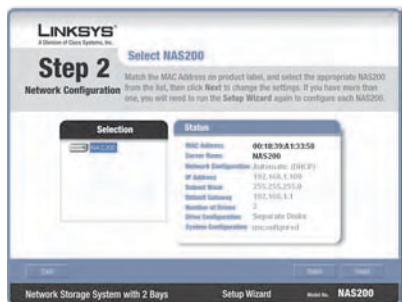 LINKSYS®
A Division of Cisco Systems, Inc.
Step 2
Network Configuration
Select NAS200
Match the MAC Address on product label, and select the appropriate NAS200
from the list, then click Next to change the settings. If you have more than
one, you will need to run the Setup Wizard again to configure each NAS200.
Selection
NAS200
Status
MAC Address 00:18:39:A1:33:58
Server Name NAS200
Network Configuration Automatic (DHCP)
IP Address 192.168.1.100
Subnet Mask 255.255.255.0
Default Gateway 192.168.1.1
Number of Drives 2
Drive Configuration Separate Disks
System Configuration unconfigured
Exit
Next
Network Storage System with 2 Bays
Setup Wizard
Model No. NAS200